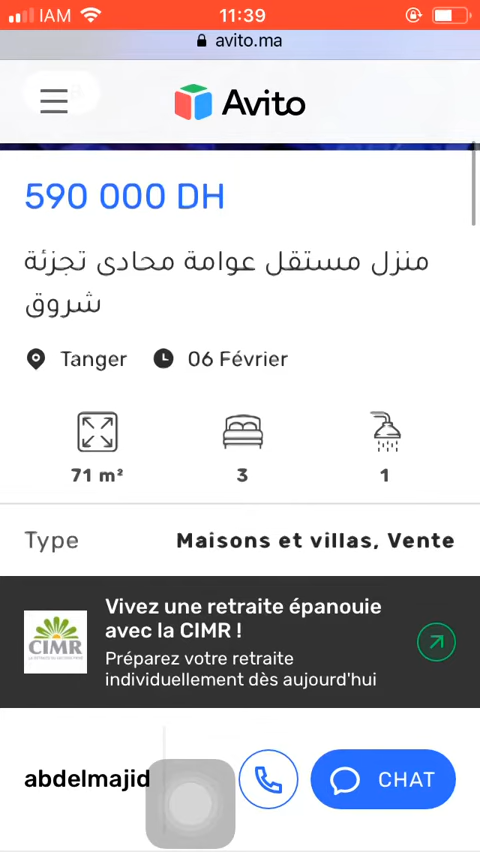 IAM 11:39
avito.ma
Avito
590 000 DH
منزل مستقل عوامة محادى تجزئة
شروق
Tanger 06 Février
71 m² 3 1
Type Maisons et villas, Vente
Vivez une retraite épanouie
avec la CIMR !
CIMR
Préparez votre retraite
individuellement dès aujourd'hui
abdelmajid CHAT